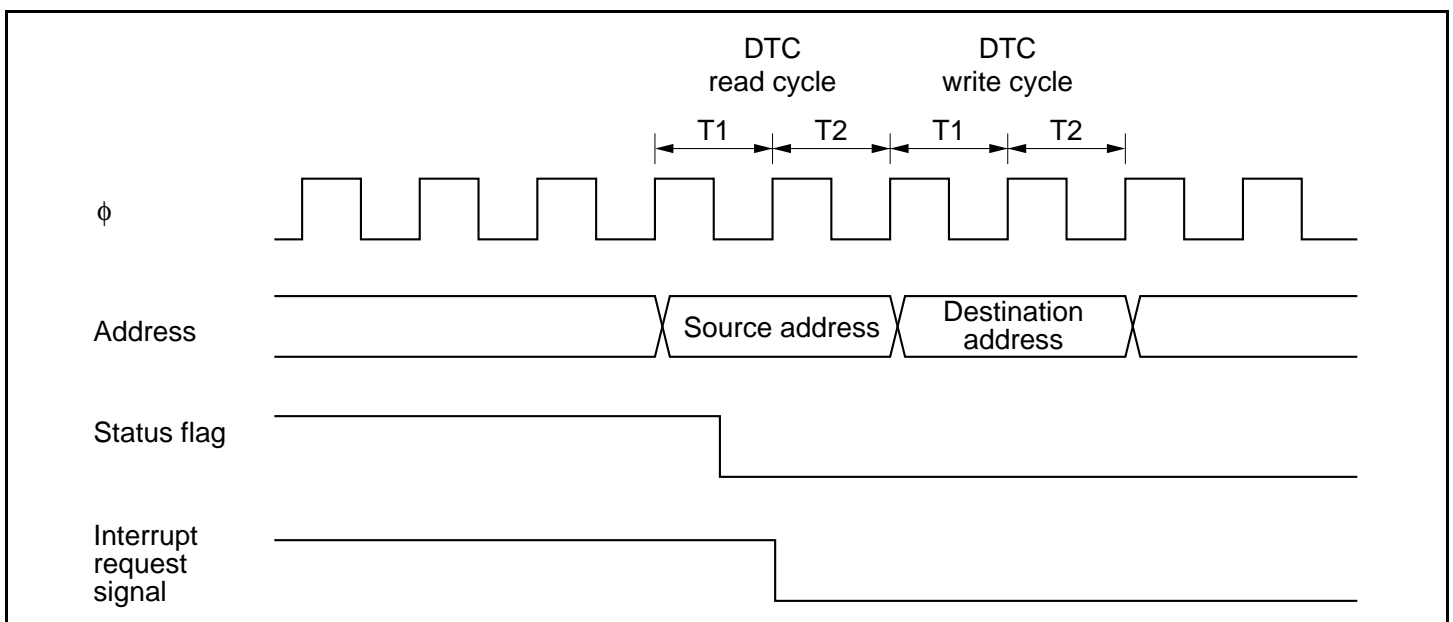 DTC
read cycle
DTC
write cycle
T1
T2
T1
T2
ϕ
Address
Source address
Destination
address
Status flag
Interrupt
request
signal